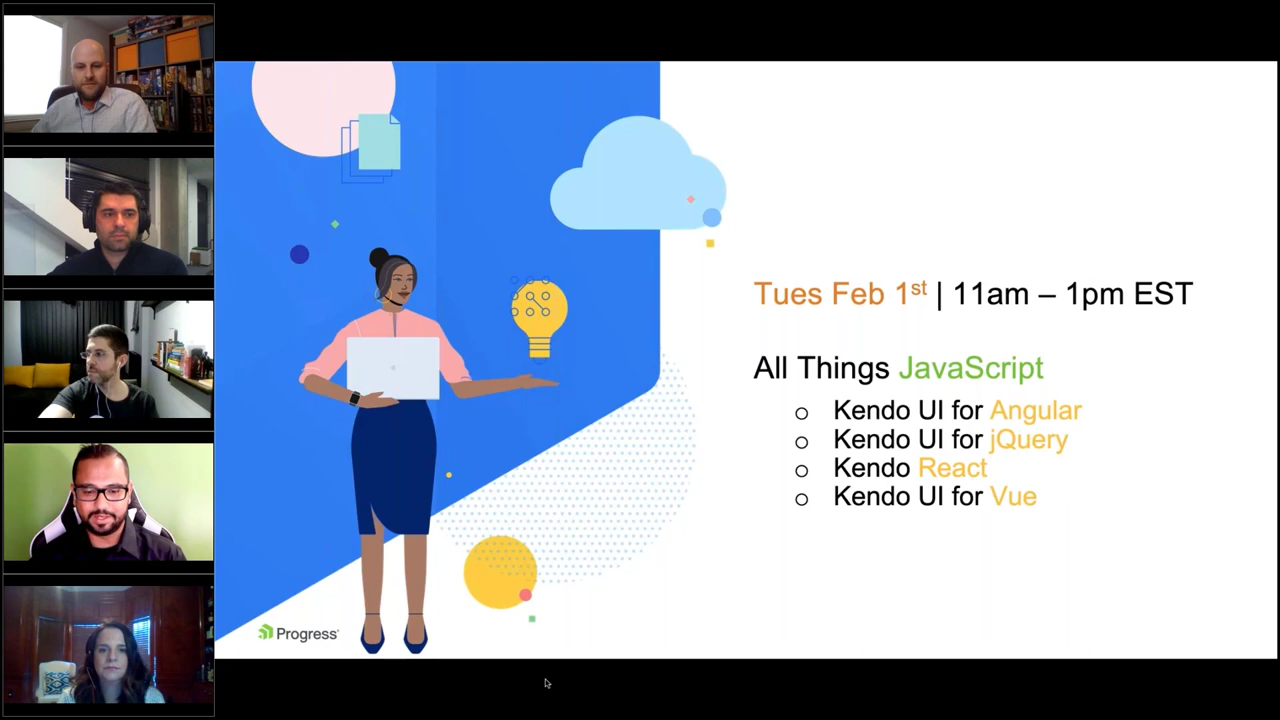 Tues Feb 1st | 11am – 1pm EST
All Things JavaScript
o Kendo UI for Angular
o Kendo UI for jQuery
o Kendo React
o Kendo UI for Vue
Progress